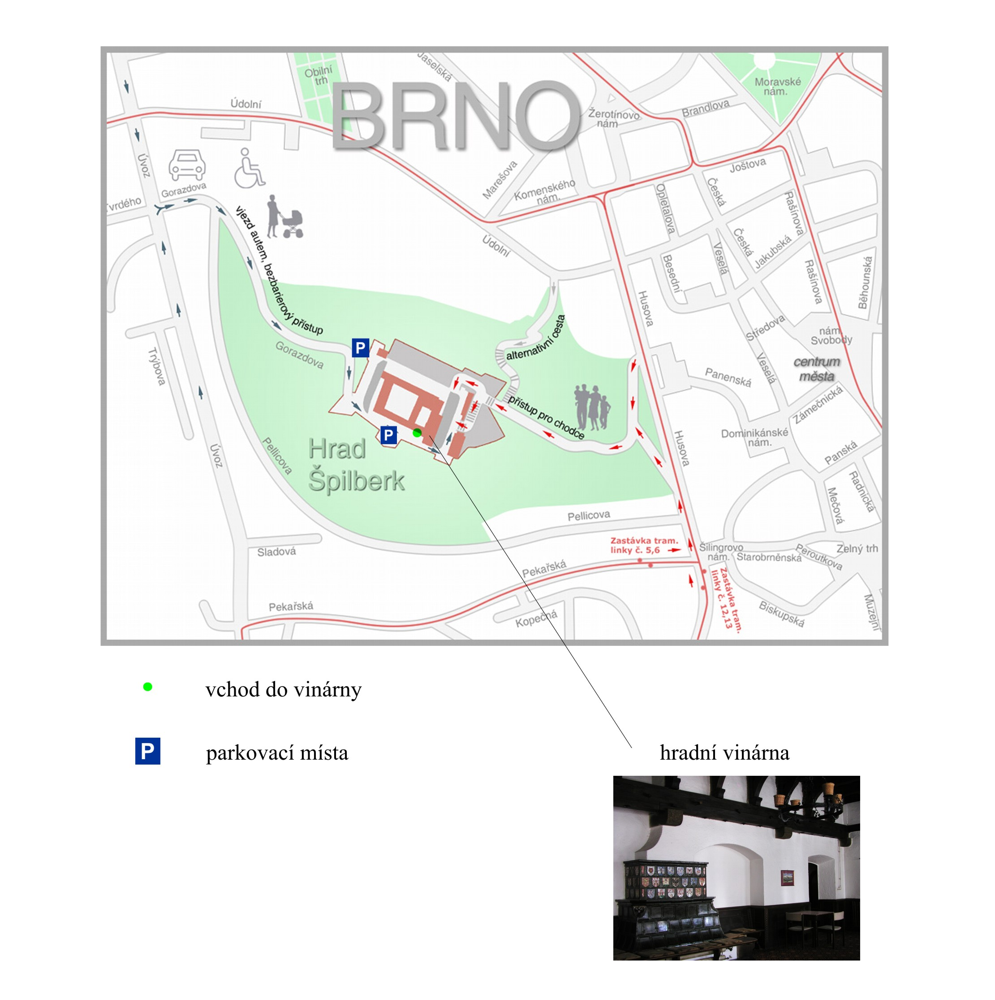 Jaselská
Obilní
trh
BRNO
Moravské
nám.
Údolní
Žerotínovo
nám
Brandlova
Úvoz
Gorazdova
Tvrdého
Marešova
Komenského
nám.
Joštova
Opletalova
Česká
Rašínova
vjezd autem, bezbarierový přístup
Údolní
Česká
Jakubská
Veselá
Besední
Rašínova
Běhounská
Husova
Středova
nám
Svobody
alternativní cesta
Gorazdova
P
Trýbova
centrum
města
Veselá
Panenská
přístup pro chodce
Zámečnická
P
Dominikánské
nám.
Hrad
Špilberk
Pellicova
Úvoz
Husova
Panská
Radnická
Mečová
Pellicova
Zastávka tram.
linky č. 5,6
Šilingrovo
nám.
Starobrněnská
Peroutkova
Zelný trh
Sladová
Pekařská
Zastávka tram.
linky č. 12,13
Pekařská
Kopečná
Biskupská
Muzejní
vchod do vinárny
P
parkovací místa
hradní vinárna